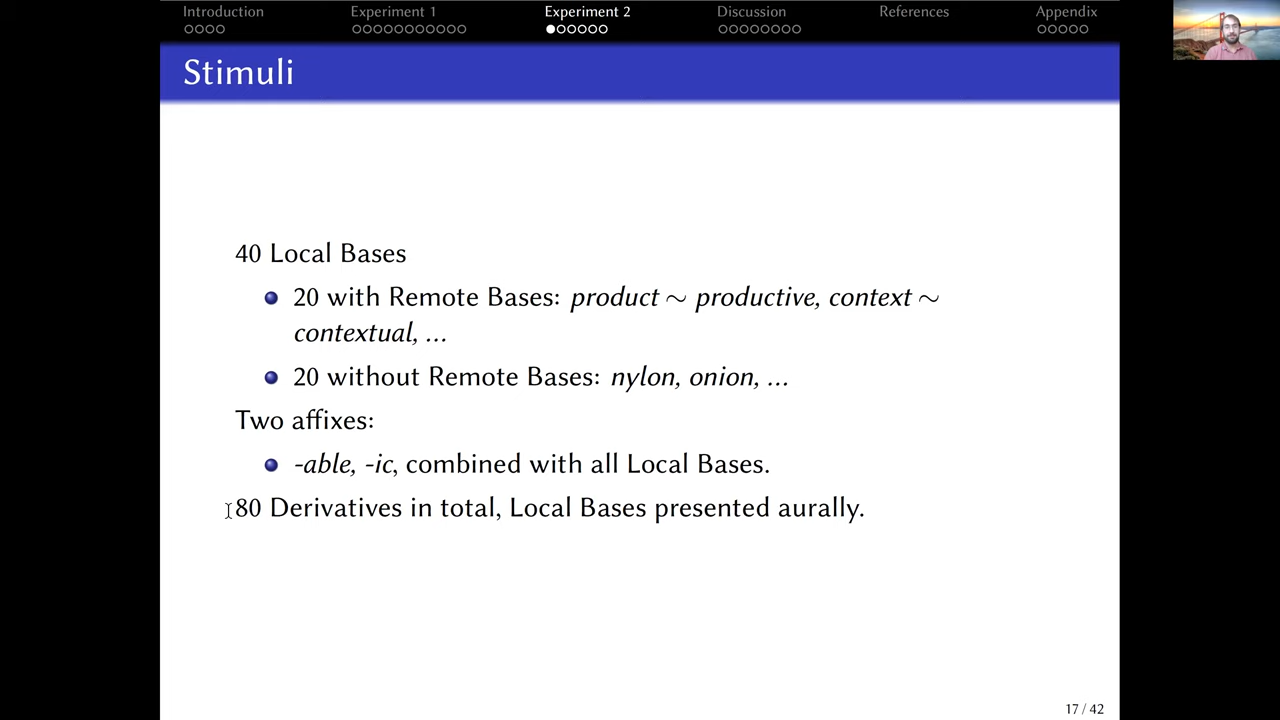 Introduction Experiment 1 Experiment 2 Discussion References Appendix
Stimuli
40 Local Bases
20 with Remote Bases: product ~ productive, context ~
contextual, ...
20 without Remote Bases: nylon, onion, ...
Two affixes:
-able, -ic, combined with all Local Bases.
80 Derivatives in total, Local Bases presented aurally.
17 / 42